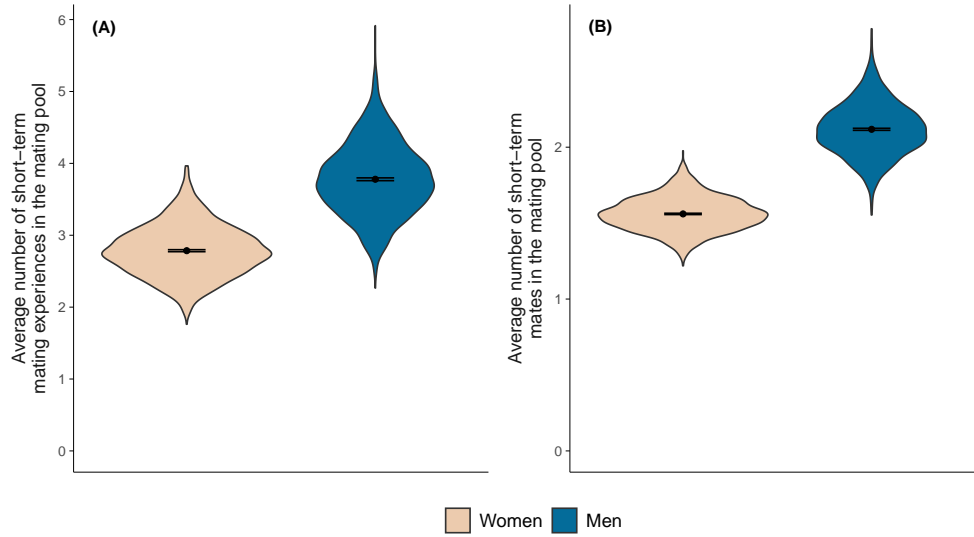 (A)
Average number of short−term
mating experiences in the mating pool
6
5
4
3
2
1
0
(B)
Average number of short−term
mates in the mating pool
2
1
0
Women Men